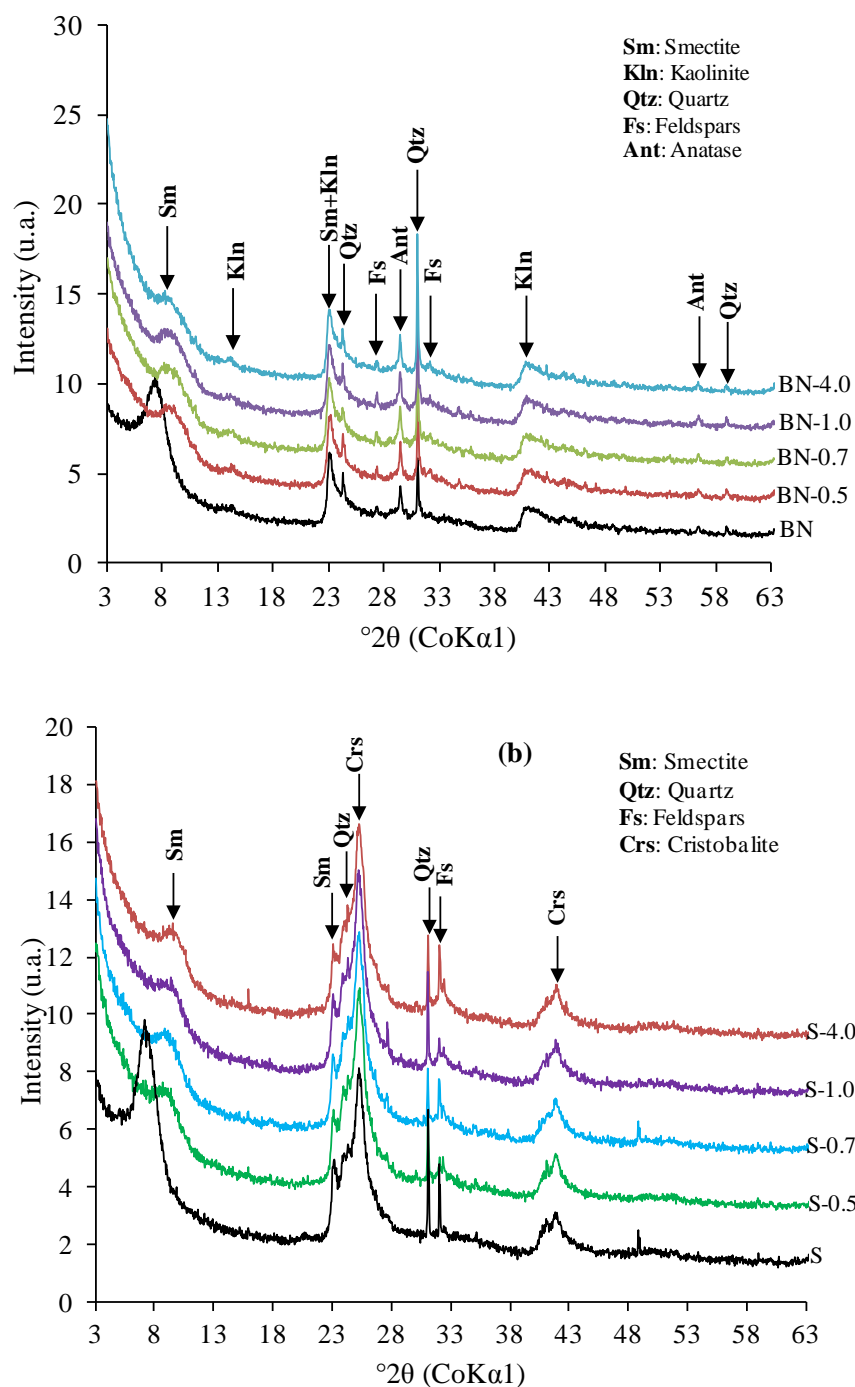 30
25
20
15
10
5
0
Intensity (u.a.)
Sm: Smectite
Kln: Kaolinite
Qtz: Quartz
Fs: Feldspars
Ant: Anatase
Sm
Kln
Sm+Kln
Qtz
Fs
Ant
Qtz
Fs
Kln
Ant
Qtz
BN-4.0
BN-1.0
BN-0.7
BN-0.5
BN
3 8 13 18 23 28 33 38 43 48 53 58 63
°2θ (CoKα1)
20
18
16
14
12
10
8
6
4
2
0
Intensity (u.a.)
(b)
Sm: Smectite
Qtz: Quartz
Fs: Feldspars
Crs: Cristobalite
Sm
Sm
Qtz
Crs
Qtz
Fs
Crs
S-4.0
S-1.0
S-0.7
S-0.5
S
3 8 13 18 23 28 33 38 43 48 53 58 63
°2θ (CoKα1)